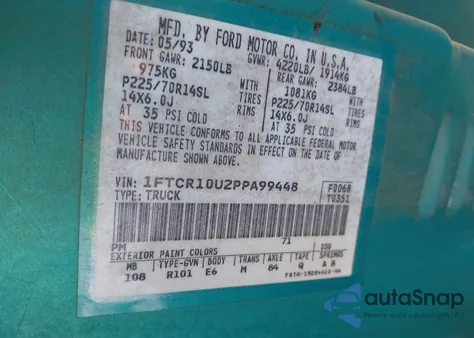 MFD. BY FORD MOTOR CO. IN U.S.A.
DATE: 05/93 GVWR: 4220LB/ 1914KG
FRONT GAWR: 2150LB REAR GAWR: 2384LB
975KG WITH 1081KG WITH
P225/70R14SL TIRES P225/70R14SL TIRES
14X6.0J RIMS 14X6.0J RIMS
AT 35 PSI COLD AT 35 PSI COLD
THIS VEHICLE CONFORMS TO ALL APPLICABLE FEDERAL MOTOR
VEHICLE SAFETY STANDARDS IN EFFECT ON THE DATE OF
MANUFACTURE SHOWN ABOVE.
VIN: 1FTCR10U2PPA99448 F0068
TYPE: TRUCK T0351
PM 71 DSO
EXTERIOR PAINT COLORS
WB TYPE-GVW BODY TRANS AXLE TAPE SPRINGS
108 R101 E6 M 84 Q A B
autoSnap